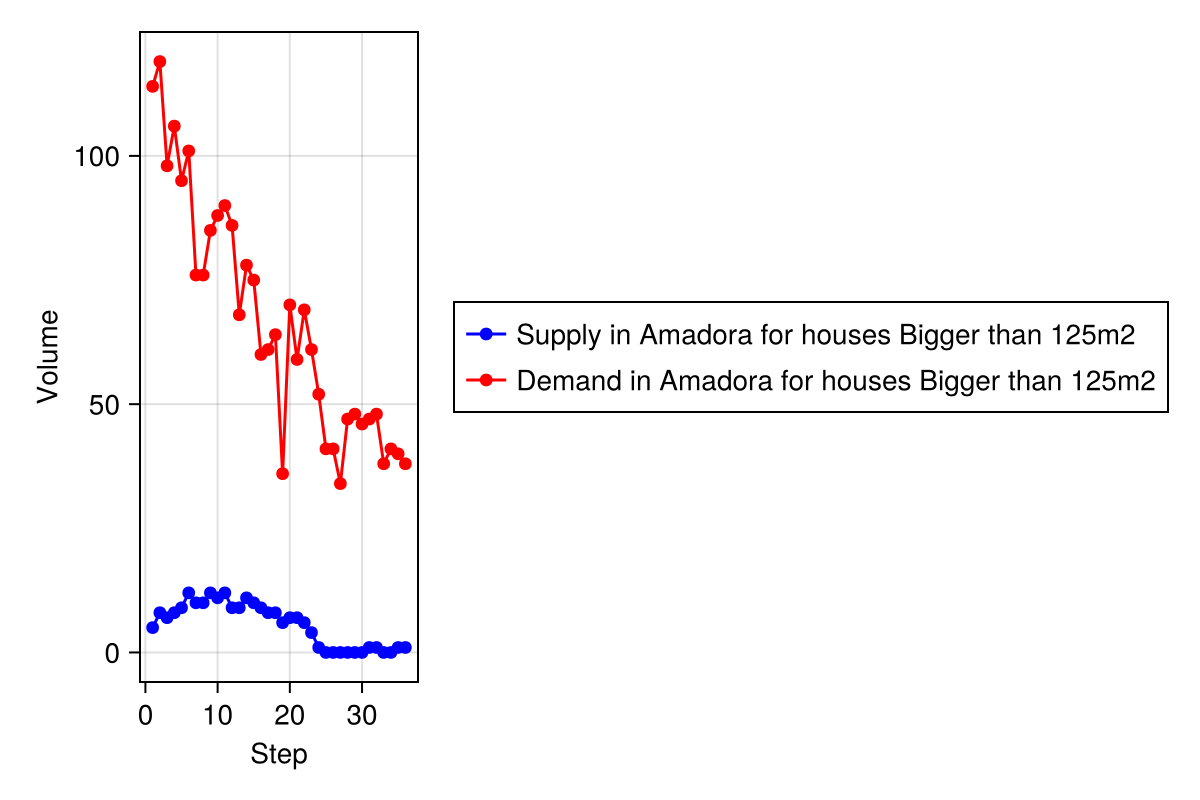 Volume
100
50
0
0 10 20 30
Step
Supply in Amadora for houses Bigger than 125m2
Demand in Amadora for houses Bigger than 125m2